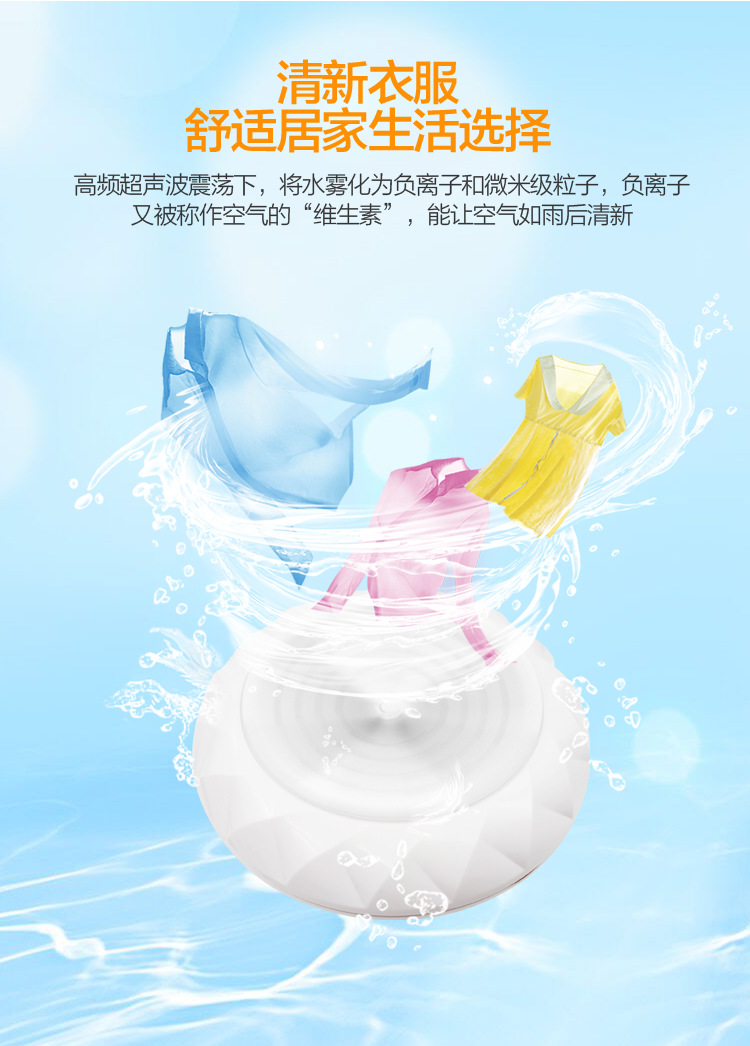 清新衣服
舒适居家生活选择
高频超声波震荡下，将水雾化为负离子和微米级粒子，负离子
又被称作空气的“维生素”，能让空气如雨后清新